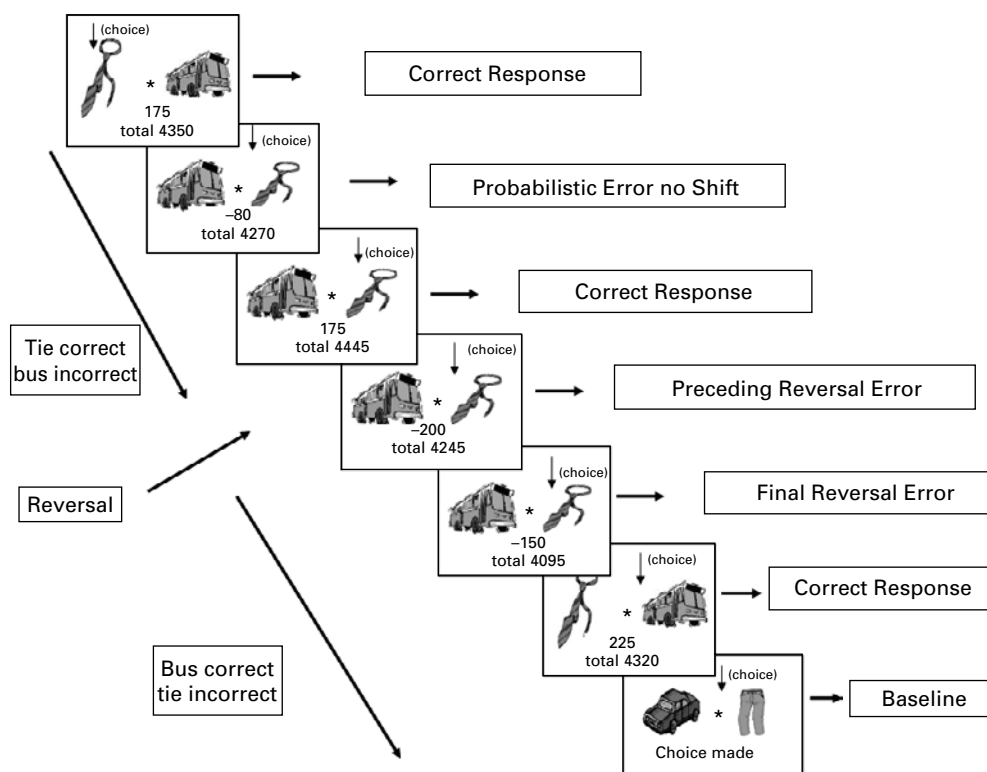 (choice)
*
175
total 4350
Correct Response
(choice)
*
−80
total 4270
Probabilistic Error no Shift
(choice)
*
175
total 4445
Correct Response
Tie correct
bus incorrect
(choice)
*
−200
total 4245
Preceding Reversal Error
Reversal
(choice)
*
−150
total 4095
Final Reversal Error
(choice)
*
225
total 4320
Correct Response
Bus correct
tie incorrect
(choice)
*
Choice made
Baseline